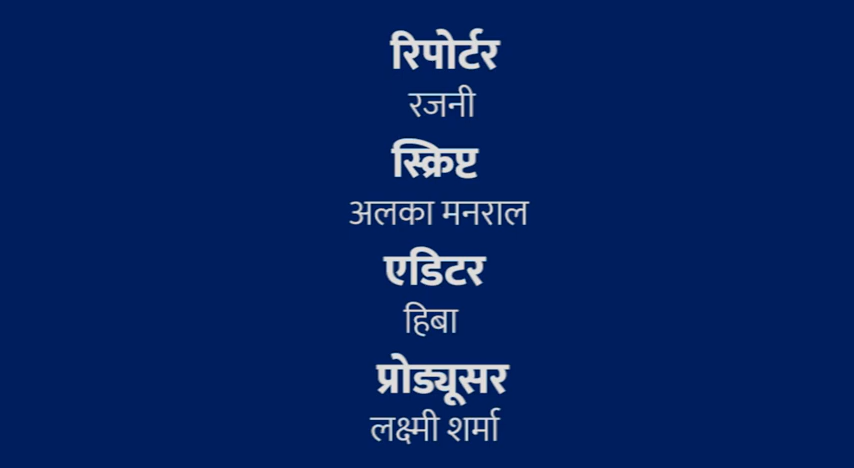 रिपोर्टर
रजनी
स्क्रिप्ट
अलका मनराल
एडिटर
हिबा
प्रोड्यूसर
लक्ष्मी शर्मा